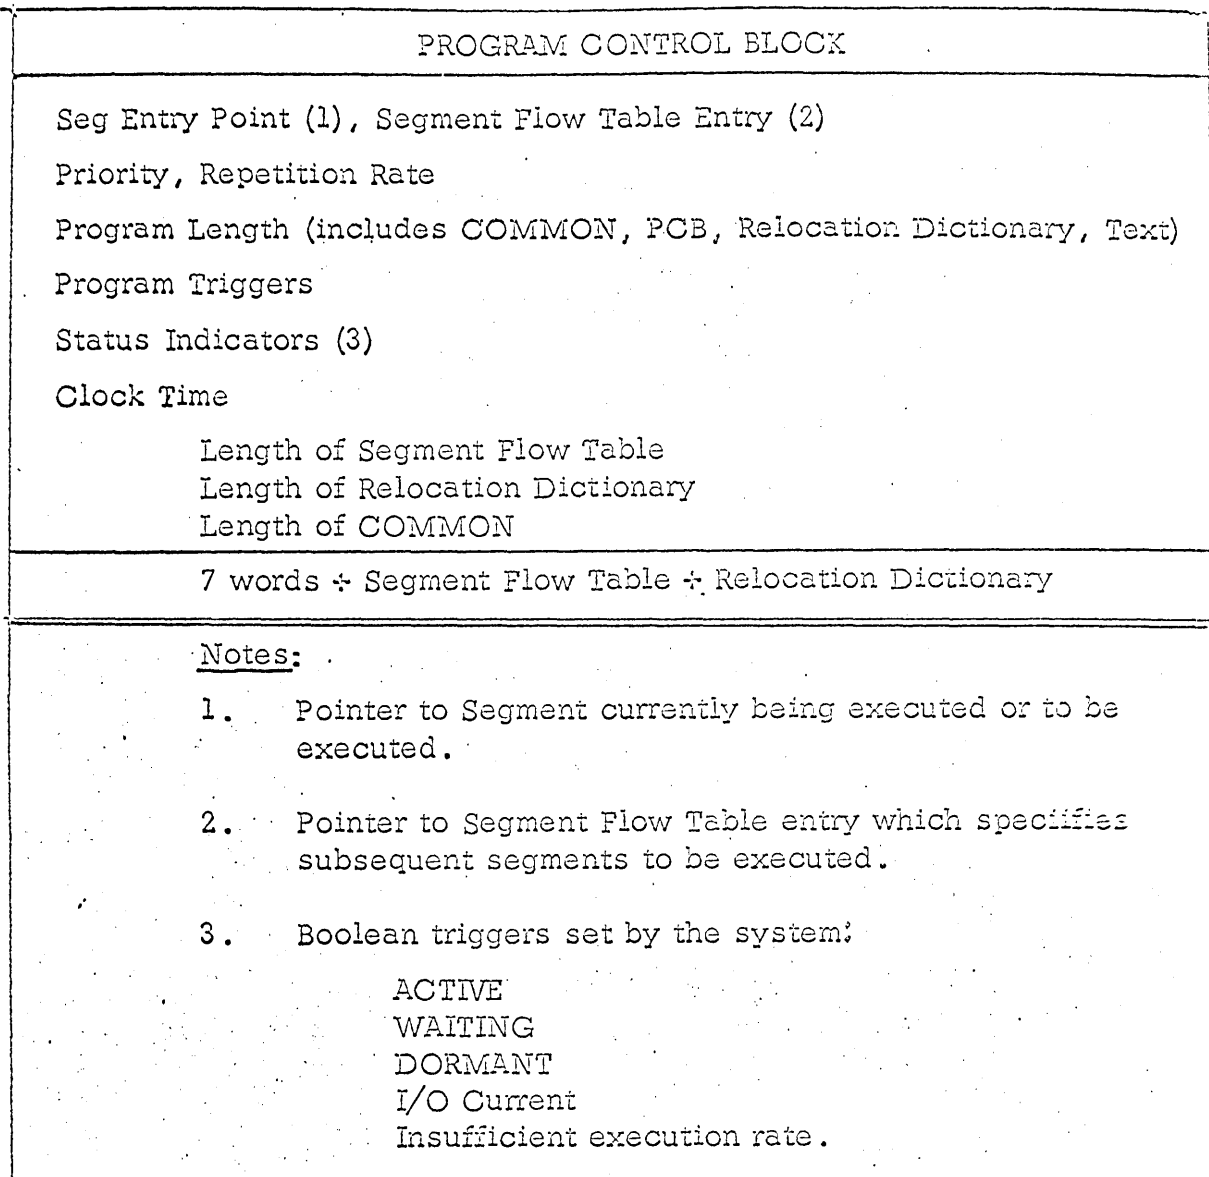 PROGRAM CONTROL BLOCK
Seg Entry Point (1), Segment Flow Table Entry (2)
Priority, Repetition Rate
Program Length (includes COMMON, PCB, Relocation Dictionary, Text)
Program Triggers
Status Indicators (3)
Clock Time
Length of Segment Flow Table
Length of Relocation Dictionary
Length of COMMON
7 words + Segment Flow Table + Relocation Dictionary
Notes:
1. Pointer to Segment currently being executed or to be
executed.
2. Pointer to Segment Flow Table entry which specifies
subsequent segments to be executed.
3. Boolean triggers set by the system:
ACTIVE
WAITING
DORMANT
I/O Current
Insufficient execution rate.